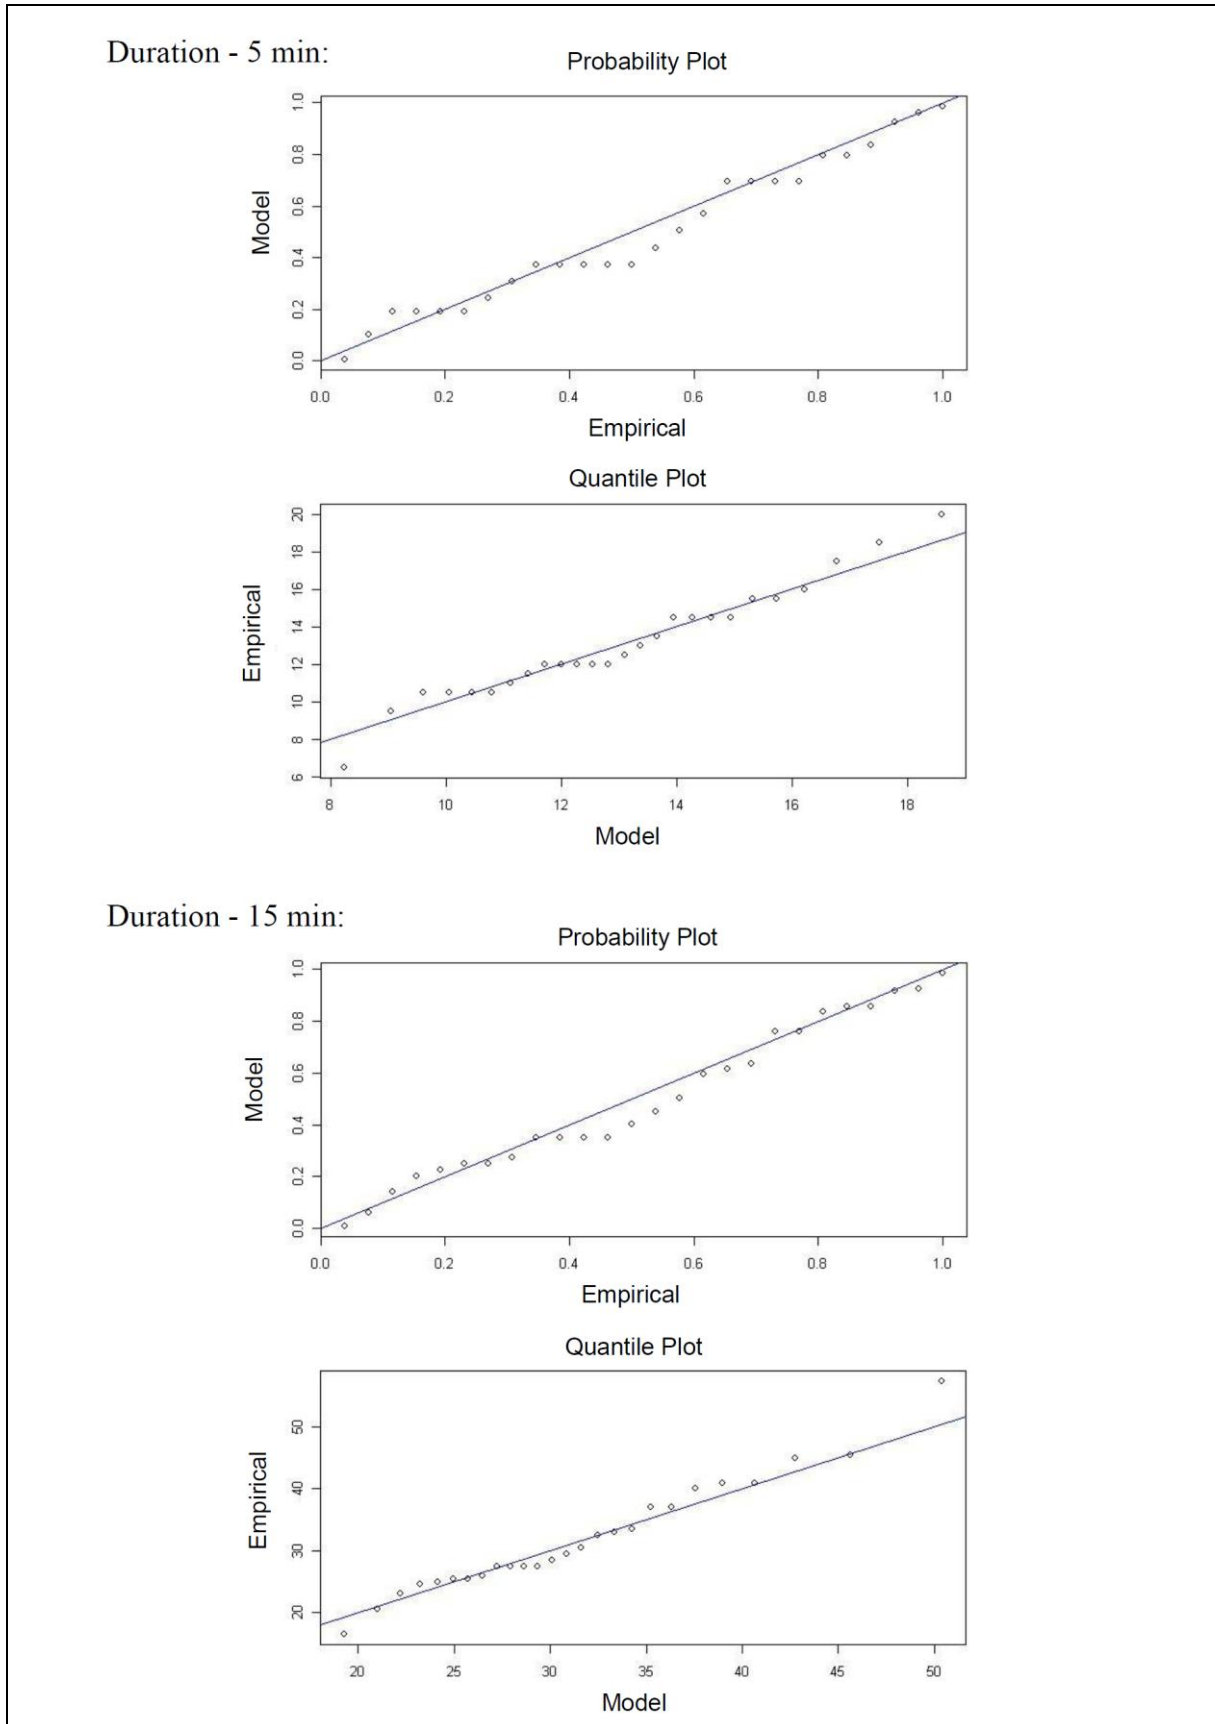 Duration - 5 min:
Probability Plot
Model
0.0 0.2 0.4 0.6 0.8 1.0
0.0 0.2 0.4 0.6 0.8 1.0
Empirical
Quantile Plot
Empirical
6 8 10 12 14 16 18 20
8 10 12 14 16 18
Model
Duration - 15 min:
Probability Plot
Model
0.0 0.2 0.4 0.6 0.8 1.0
0.0 0.2 0.4 0.6 0.8 1.0
Empirical
Quantile Plot
Empirical
20 30 40 50
20 25 30 35 40 45 50
Model